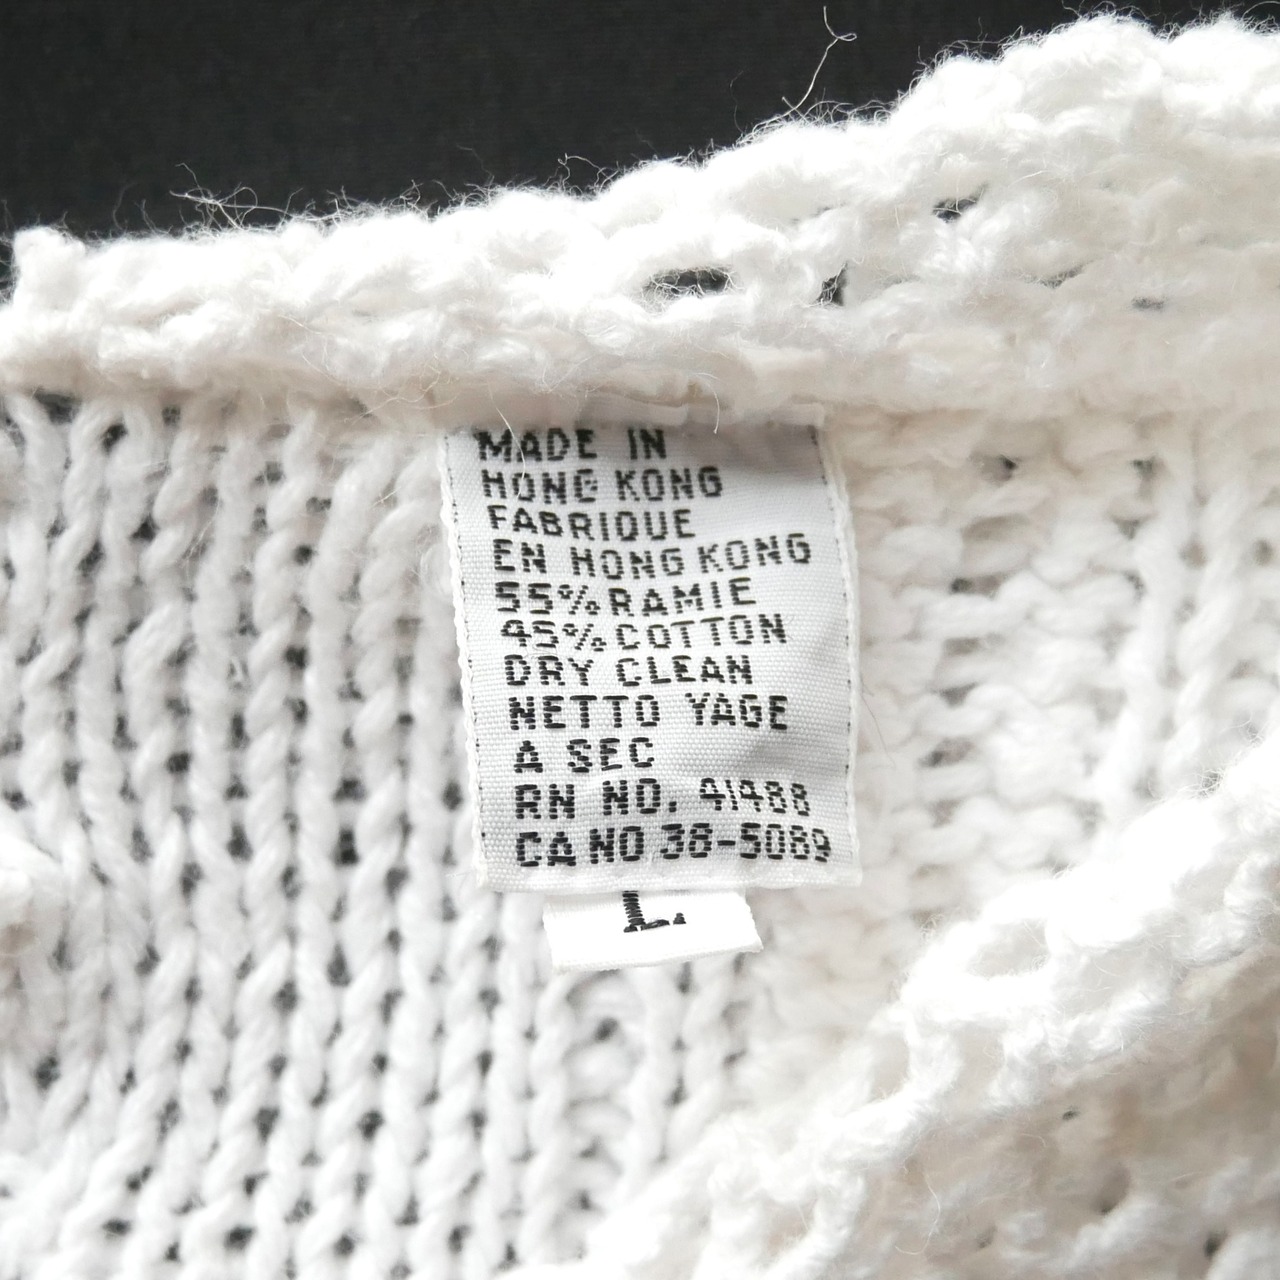 MADE IN
HONG KONG
FABRIQUE
EN HONG KONG
55% RAMIE
45% COTTON
DRY CLEAN
NETTO YAGE
A SEC
RN NO. 41488
CA NO 38-5089
L.